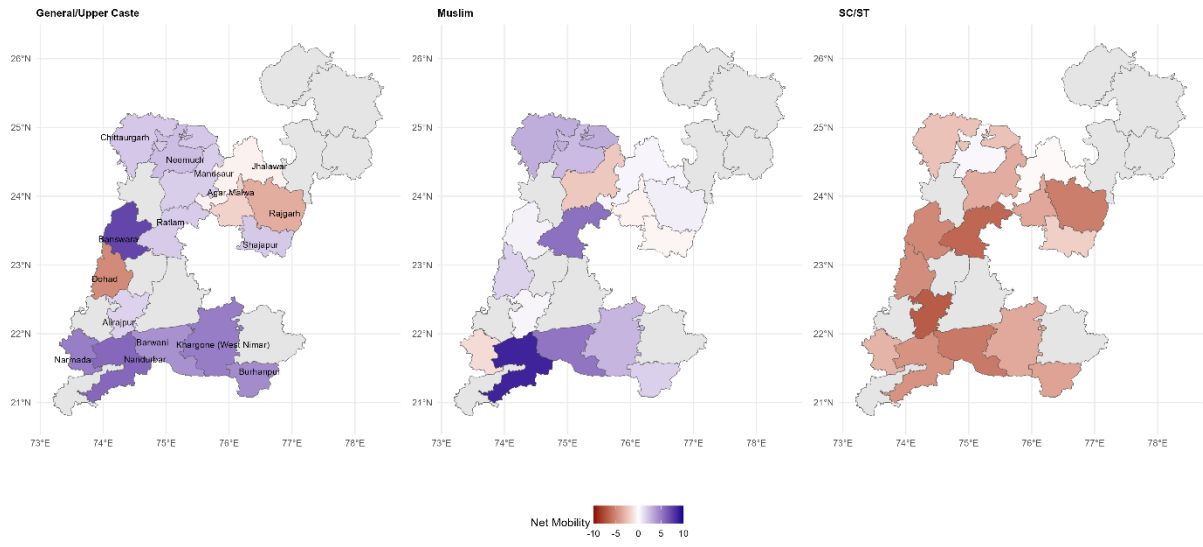 General/Upper Caste
Muslim
SC/ST
26°N
26°N
26°N
25°N
25°N
25°N
Chittaurgarh
Neemuch
Mandsaur
Jhalawar
24°N
24°N
24°N
Agar Malwa
Rajgarh
Ratlam
Banswara
Shajapur
23°N
23°N
23°N
Dohad
22°N
22°N
22°N
Alirajpur
Barwani
Khargone (West Nimar)
Narmada
Nandurbar
Burhanpur
21°N
21°N
21°N
73°E 74°E 75°E 76°E 77°E 78°E
73°E 74°E 75°E 76°E 77°E 78°E
73°E 74°E 75°E 76°E 77°E 78°E
Net Mobility
-10 -5 0 5 10